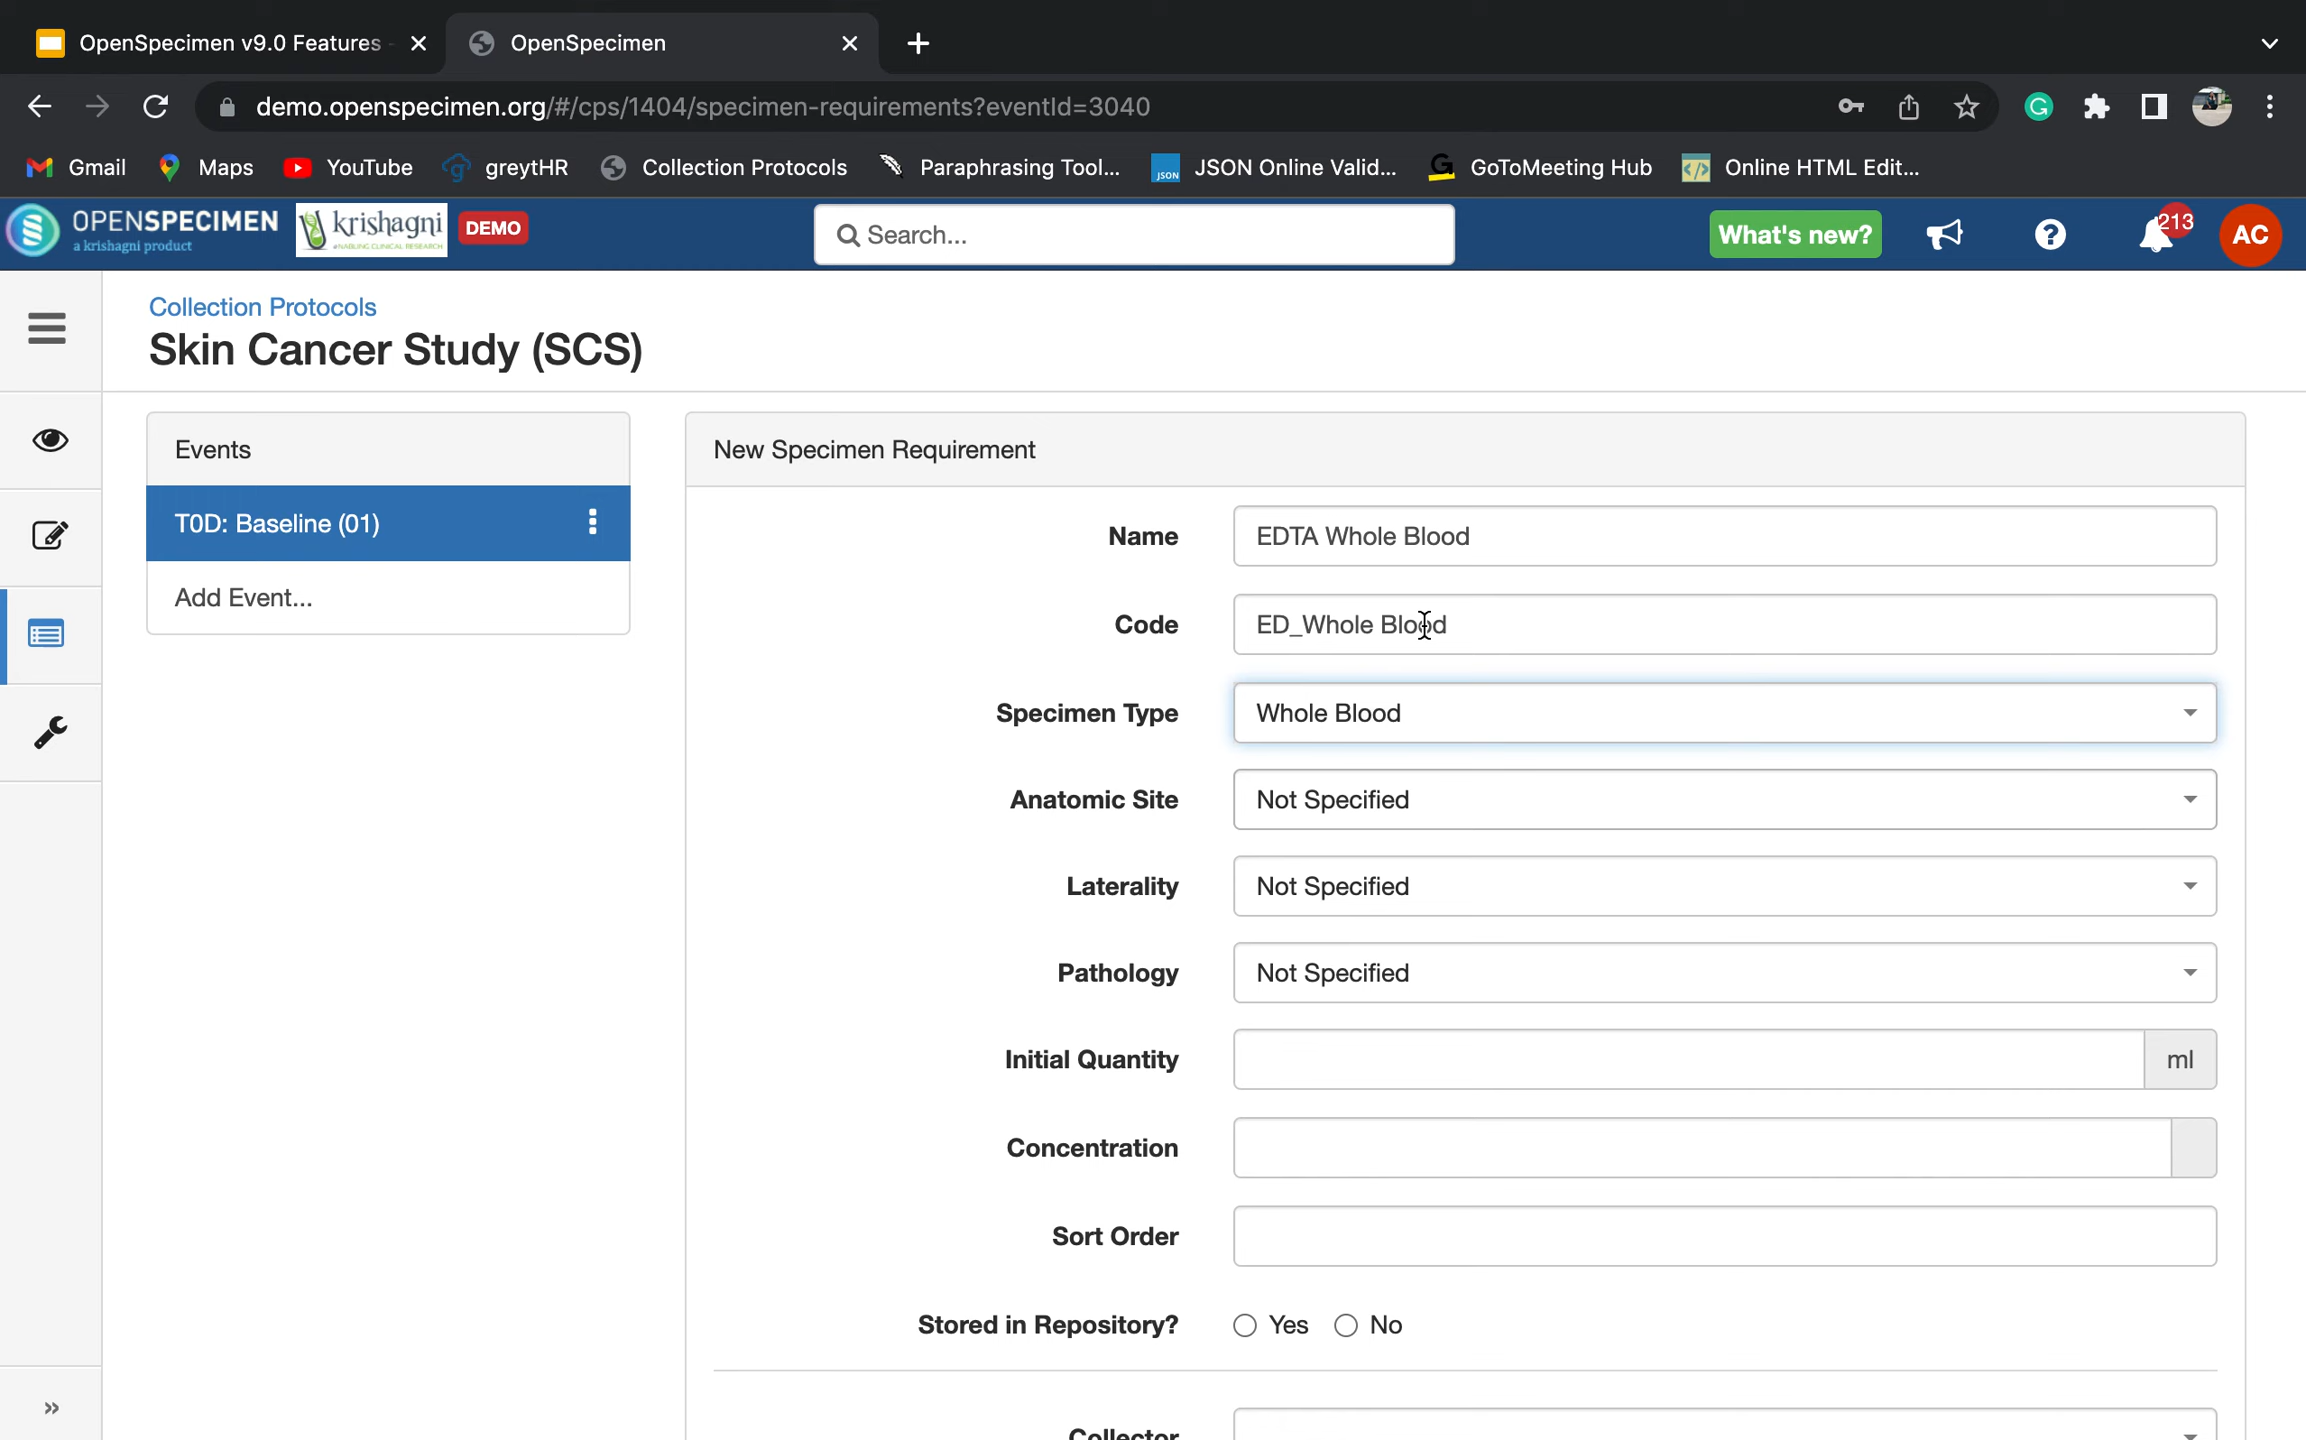 OpenSpecimen v9.0 Features -
OpenSpecimen
demo.openspecimen.org/#/cps/1404/specimen-requirements?eventId=3040
Gmail
Maps
YouTube
greytHR
Collection Protocols
Paraphrasing Tool...
JSON Online Valid...
GoToMeeting Hub
Online HTML Edit...
OPENSPECIMEN
a krishagni product
krishagni
#NABLING CLINICAL RESEARCH
DEMO
Search...
What's new?
213
AC
Collection Protocols
Skin Cancer Study (SCS)
Events
T0D: Baseline (01)
Add Event...
New Specimen Requirement
Name EDTA Whole Blood
Code ED_Whole Blood
Specimen Type Whole Blood
Anatomic Site Not Specified
Laterality Not Specified
Pathology Not Specified
Initial Quantity ml
Concentration
Sort Order
Stored in Repository? Yes No
Collector